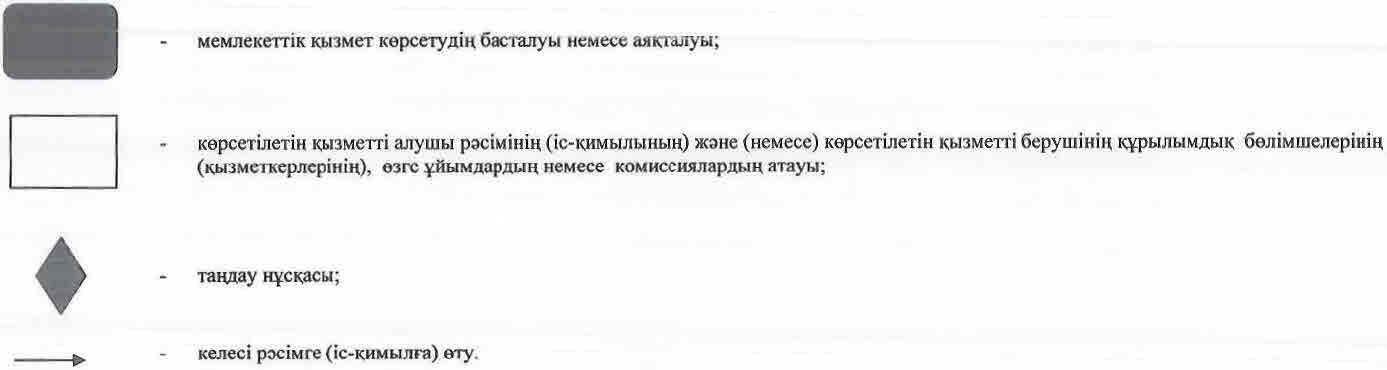 - мемлекеттік қызмет көрсетудің басталуы немесе аяқталуы;
- көрсетілетін қызметті алушы рәсімінің (іс-қимылының) және (немесе) көрсетілетін қызметті берушінің құрылымдық бөлімшелерінің
(қызметкерлерінің), өзге ұйымдардың немесе комиссиялардың атауы;
- таңдау нұсқасы;
- келесі рәсімге (іс-қимылға) өту.